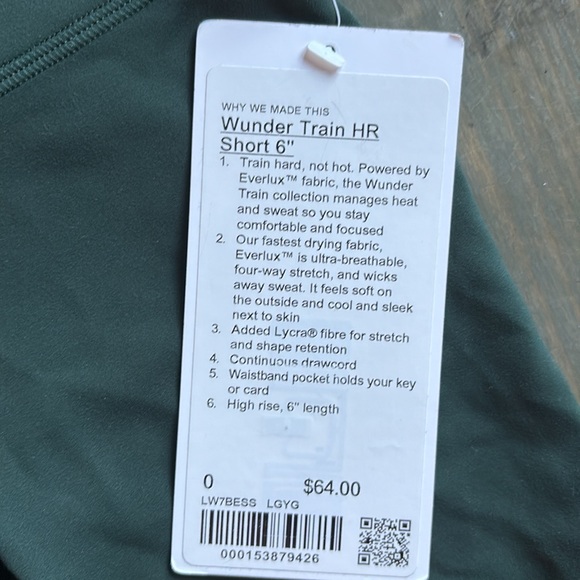 WHY WE MADE THIS
Wunder Train HR
Short 6"
1. Train hard, not hot. Powered by
Everlux™ fabric, the Wunder
Train collection manages heat
and sweat so you stay
comfortable and focused
2. Our fastest drying fabric,
Everlux™ is ultra-breathable,
four-way stretch, and wicks
away sweat. It feels soft on
the outside and cool and sleek
next to skin
3. Added Lycra® fibre for stretch
and shape retention
4. Continuous drawcord
5. Waistband pocket holds your key
or card
6. High rise, 6" length
0 $64.00
LW7BESS LGYG
000153879426